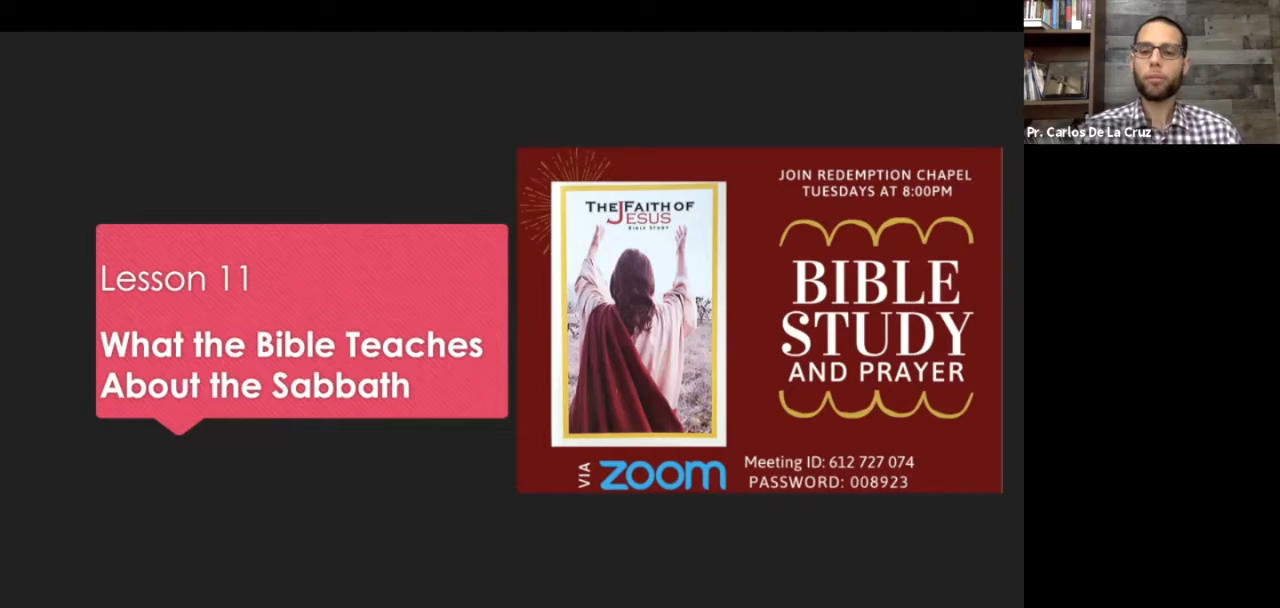 Lesson 11
What the Bible Teaches
About the Sabbath
THE FAITH OF
JESUS
BIBLE STUDY
JOIN REDEMPTION CHAPEL
TUESDAYS AT 8:00PM
BIBLE
STUDY
AND PRAYER
VIA
zoom
Meeting ID: 612 727 074
PASSWORD: 008923
Pr. Carlos De La Cruz